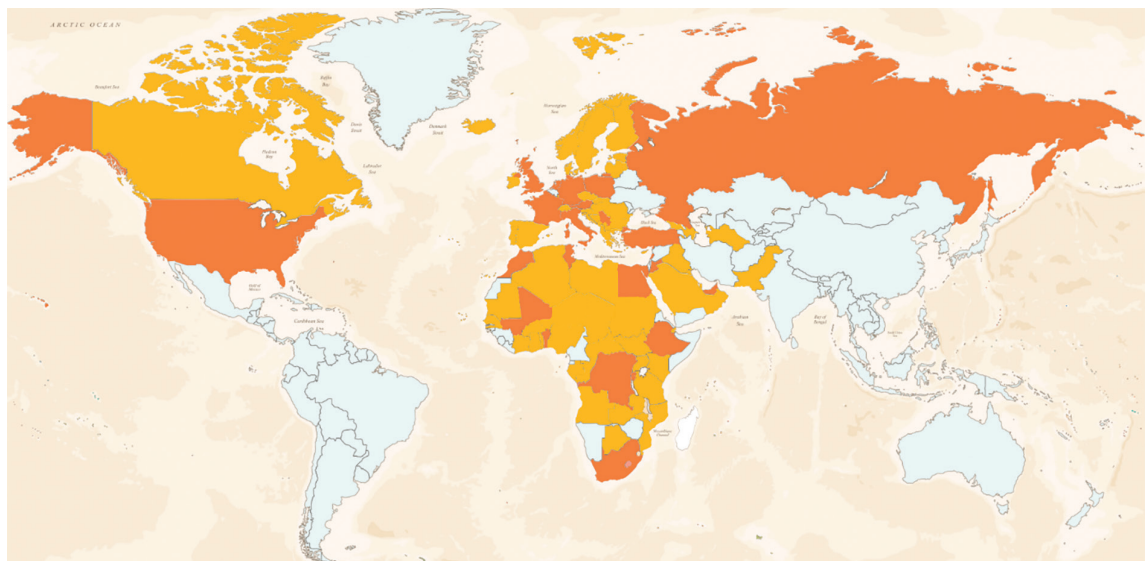 ARCTIC OCEAN
Beaufort Sea
Baffin
Bay
Norwegian
Sea
Davis
Strait
Denmark
Strait
Hudson
Bay
Labrador
Sea
North
Sea
Black Sea
Mediterranean Sea
Gulf of
Mexico
Caribbean Sea
Arabian
Sea
Bay of
Bengal
Mozambique
Channel